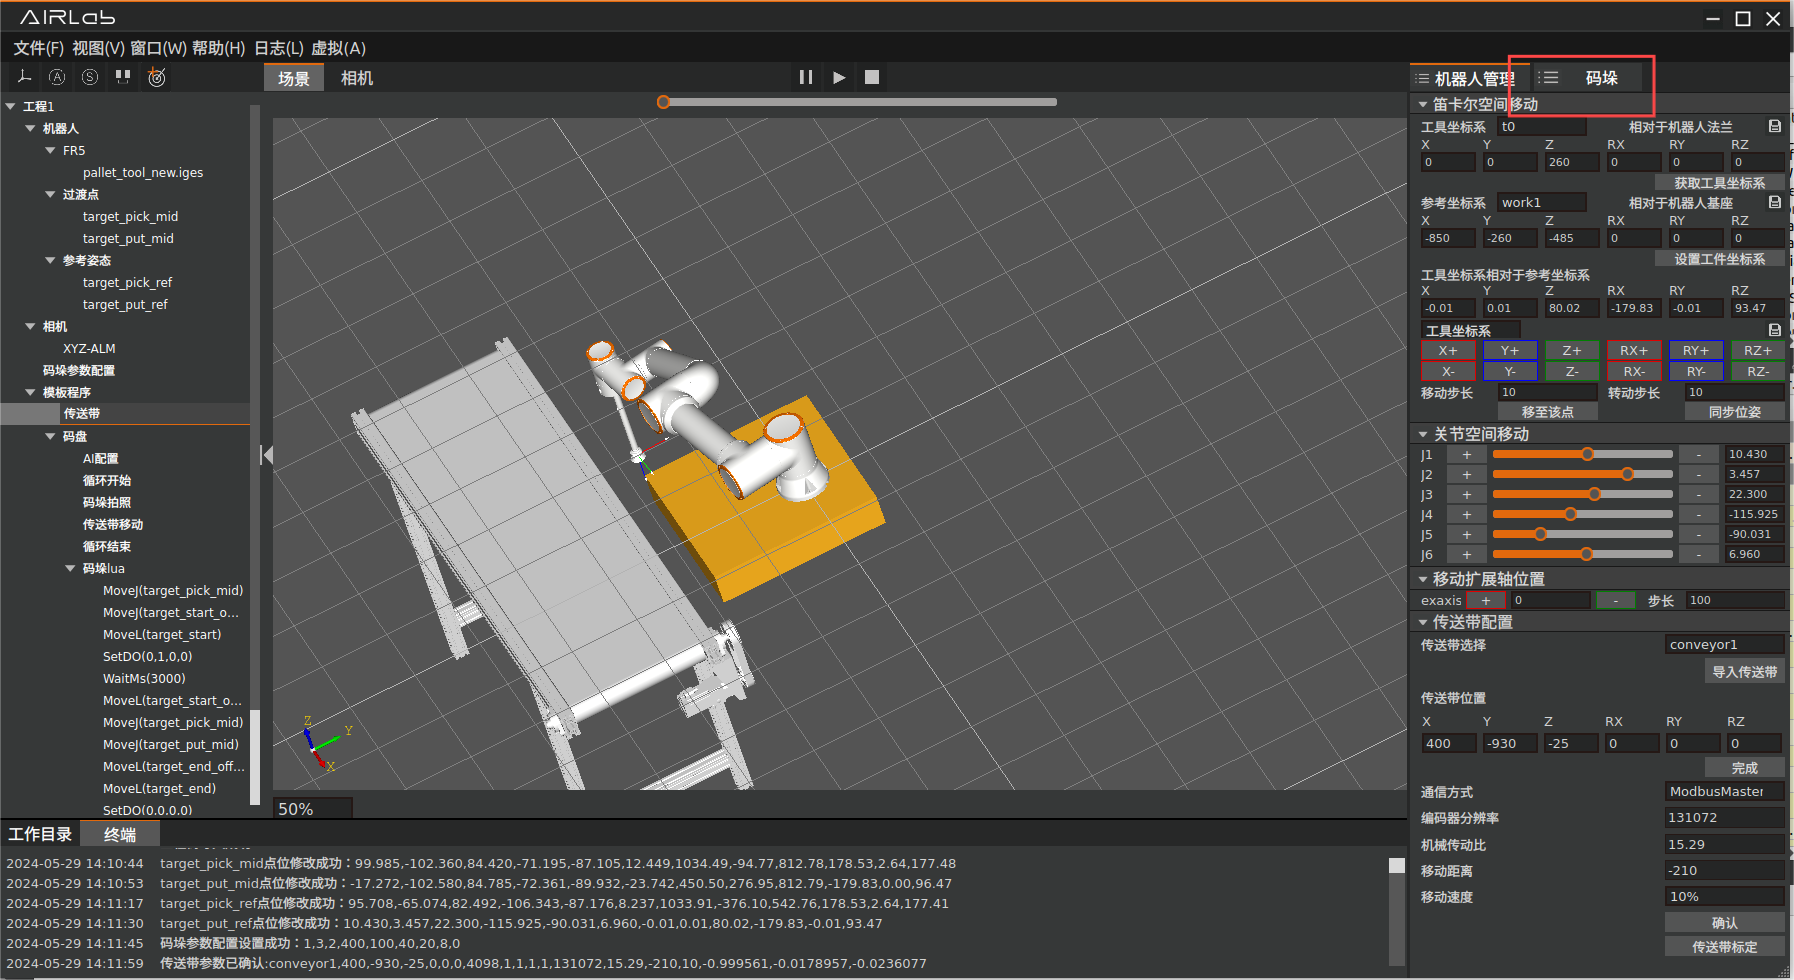 AIRLab
文件(F) 视图(V) 窗口(W) 帮助(H) 日志(L) 虚拟(A)
A S
场景 相机
机器人管理 码垛
工程1
机器人
FR5
pallet_tool_new.iges
过渡点
target_pick_mid
target_put_mid
参考姿态
target_pick_ref
target_put_ref
相机
XYZ-ALM
码垛参数配置
模板程序
传送带
码盘
AI配置
循环开始
码垛拍照
传送带移动
循环结束
码垛lua
MoveJ(target_pick_mid)
MoveJ(target_start_o...
MoveL(target_start)
SetDO(0,1,0,0)
WaitMs(3000)
MoveL(target_start_o...
MoveJ(target_pick_mid)
MoveJ(target_put_mid)
MoveL(target_end_off...
MoveL(target_end)
SetDO(0,0,0,0)
Z
Y
X
50%
笛卡尔空间移动
工具坐标系 t0 相对于机器人法兰
X Y Z RX RY RZ
0 0 260 0 0 0
获取工具坐标系
参考坐标系 work1 相对于机器人基座
X Y Z RX RY RZ
-850 -260 -485 0 0 0
设置工件坐标系
工具坐标系相对于参考坐标系
X Y Z RX RY RZ
-0.01 0.01 80.02 -179.83 -0.01 93.47
工具坐标系
X+ Y+ Z+ RX+ RY+ RZ+
X- Y- Z- RX- RY- RZ-
移动步长 10 转动步长 10
移至该点 同步位姿
关节空间移动
J1 + - 10.430
J2 + - 3.457
J3 + - 22.300
J4 + - -115.925
J5 + - -90.031
J6 + - 6.960
移动扩展轴位置
exaxis + 0 - 步长 100
传送带配置
传送带选择 conveyor1
导入传送带
传送带位置
X Y Z RX RY RZ
400 -930 -25 0 0 0
完成
通信方式 ModbusMaster
编码器分辨率 131072
机械传动比 15.29
移动距离 -210
移动速度 10%
确认
传送带标定
工作目录 终端
2024-05-29 14:10:44 target_pick_mid点位修改成功：99.985,-102.360,84.420,-71.195,-87.105,12.449,1034.49,-94.77,812.78,178.53,2.64,177.48
2024-05-29 14:10:53 target_put_mid点位修改成功：-17.272,-102.580,84.785,-72.361,-89.932,-23.742,450.50,276.95,812.79,-179.83,0.00,96.47
2024-05-29 14:11:17 target_pick_ref点位修改成功：95.708,-65.074,82.492,-106.343,-87.176,8.237,1033.91,-376.10,542.76,178.53,2.64,177.41
2024-05-29 14:11:30 target_put_ref点位修改成功：10.430,3.457,22.300,-115.925,-90.031,6.960,-0.01,0.01,80.02,-179.83,-0.01,93.47
2024-05-29 14:11:45 码垛参数配置设置成功：1,3,2,400,100,40,20,8,0
2024-05-29 14:11:59 传送带参数已确认:conveyor1,400,-930,-25,0,0,0,4098,1,1,1,1,131072,15.29,-210,10,-0.999561,-0.0178957,-0.0236077